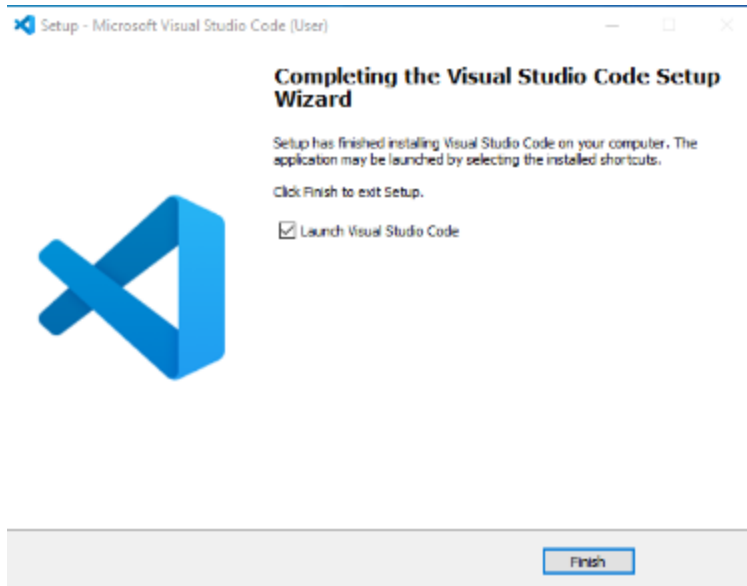 Setup - Microsoft Visual Studio Code (User)
Completing the Visual Studio Code Setup
Wizard
Setup has finished installing Visual Studio Code on your computer. The
application may be launched by selecting the installed shortcuts.
Click Finish to exit Setup.
Launch Visual Studio Code
Finish